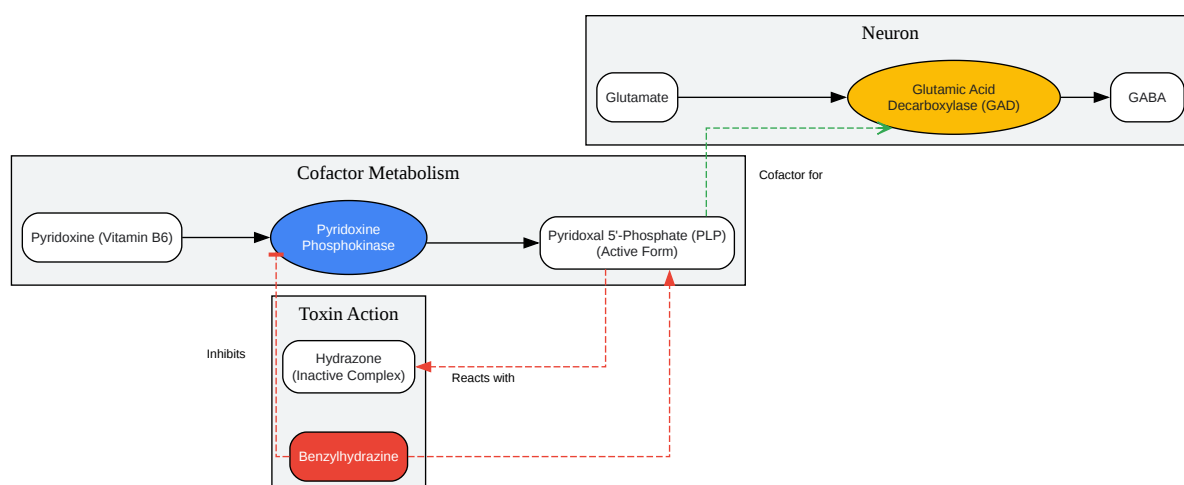 Neuron
Glutamate
Glutamic Acid
Decarboxylase (GAD)
GABA
Cofactor for
Cofactor Metabolism
Pyridoxine (Vitamin B6)
Pyridoxine
Phosphokinase
Pyridoxal 5'-Phosphate (PLP)
(Active Form)
Toxin Action
Inhibits
Hydrazone
(Inactive Complex)
Reacts with
Benzylhydrazine